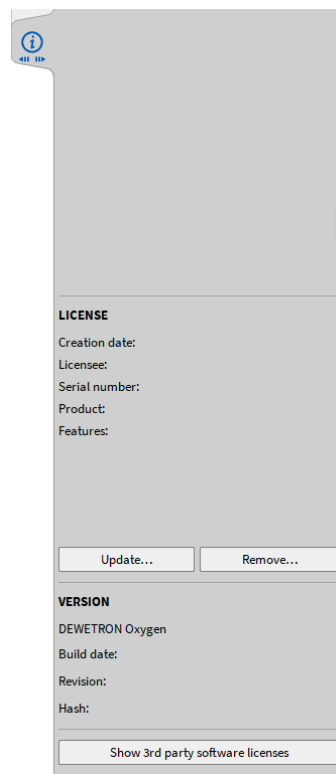 LICENSE
Creation date:
Licensee:
Serial number:
Product:
Features:
Update...
Remove...
VERSION
DEWETRON Oxygen
Build date:
Revision:
Hash:
Show 3rd party software licenses